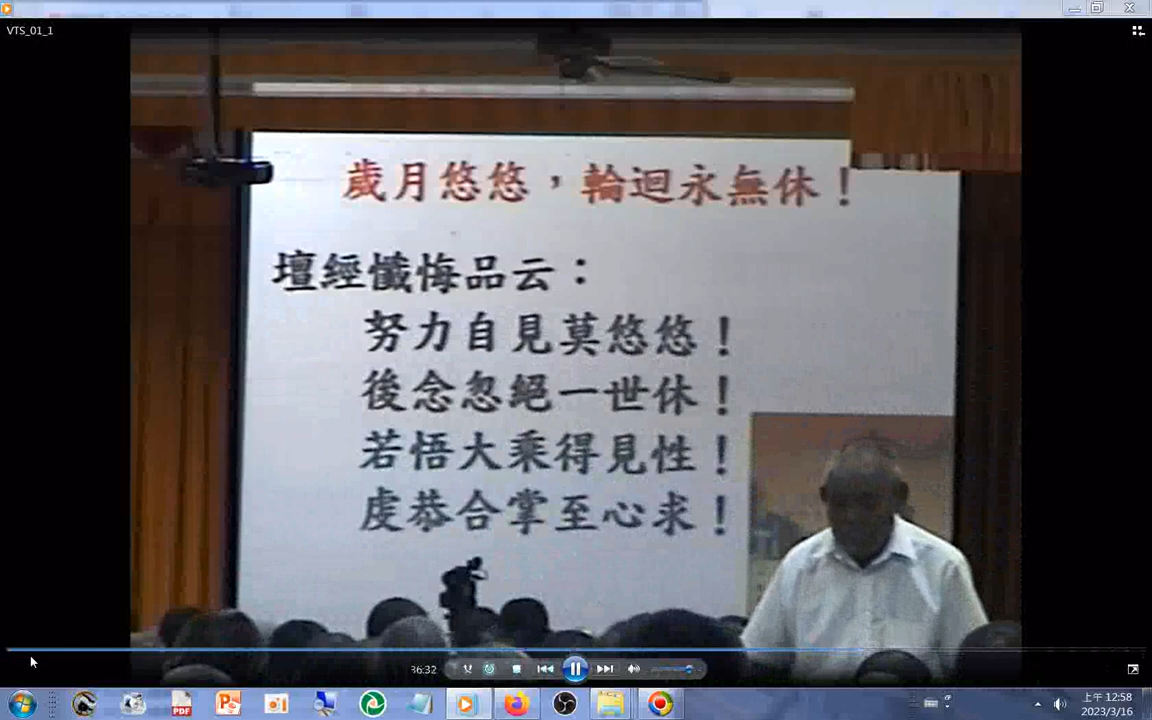 VTS_01_1
歲月悠悠，輪迴永無休！
壇經懺悔品云：
努力自見莫悠悠！
後念忽絕一世休！
若悟大乘得見性！
虔恭合掌至心求！
36:32
PDF
上午 12:58
2023/3/16